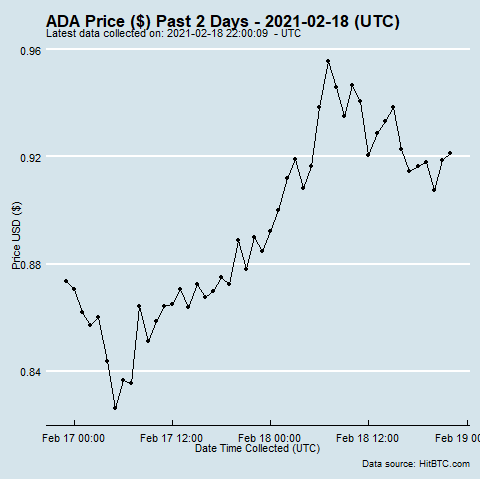 ADA Price ($) Past 2 Days - 2021-02-18 (UTC)
Latest data collected on: 2021-02-18 22:00:09  - UTC
0.96
0.92
0.88
0.84
Price USD ($)
Feb 17 00:00
Feb 17 12:00
Feb 18 00:00
Feb 18 12:00
Feb 19 00
Date Time Collected (UTC)
Data source: HitBTC.com